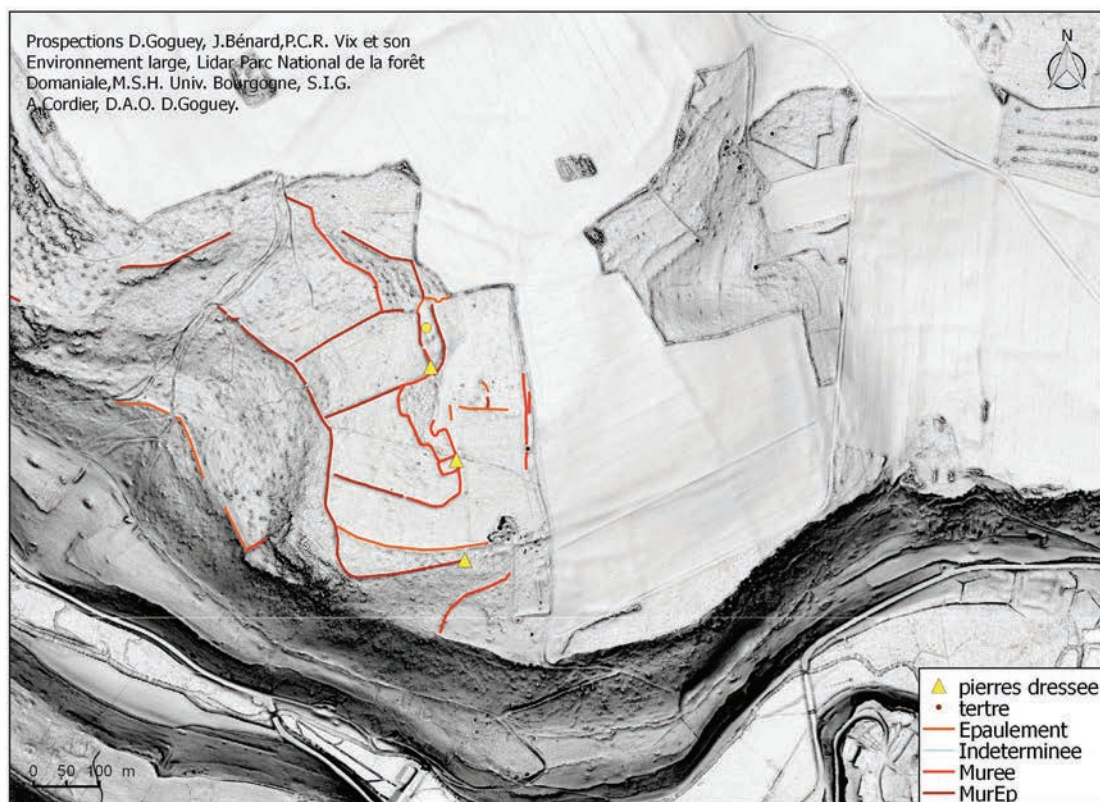 Prospections D.Goguey, J.Bénard,P.C.R. Vix et son
Environnement large, Lidar Parc National de la forêt
Domaniale,M.S.H. Univ. Bourgogne, S.I.G.
A.Cordier, D.A.O. D.Goguey.
N
pierres dressee
tertre
Epaulement
Indeterminee
Muree
MurEp
0 50 100 m